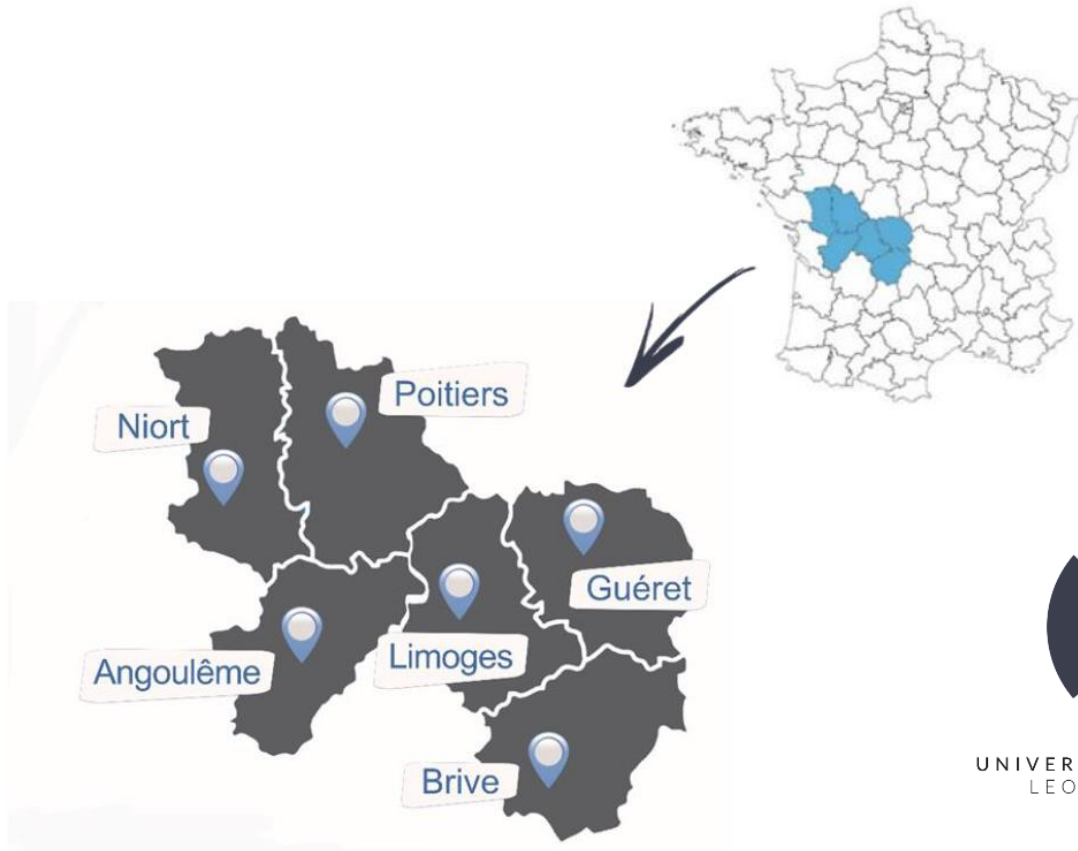 Poitiers
Niort
Guéret
Limoges
Angoulême
Brive
UNIVER
LEO